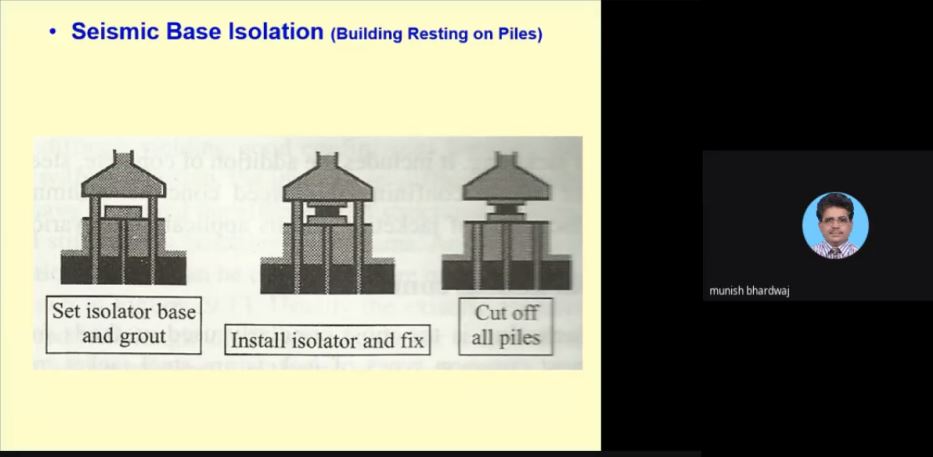 • Seismic Base Isolation (Building Resting on Piles)
Set isolator base
and grout
Install isolator and fix
Cut off
all piles
munish bhardwaj